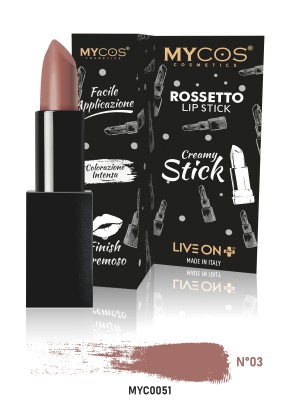 MYCOS®
COSMETICS
Facile
Applicazione
Colorazione
Intensa
Finish
Cremoso
MYCOS®
COSMETICS
ROSSETTO
LIP STICK
Creamy
Stick
LIVE ON
MADE IN ITALY
N°03
MYC0051